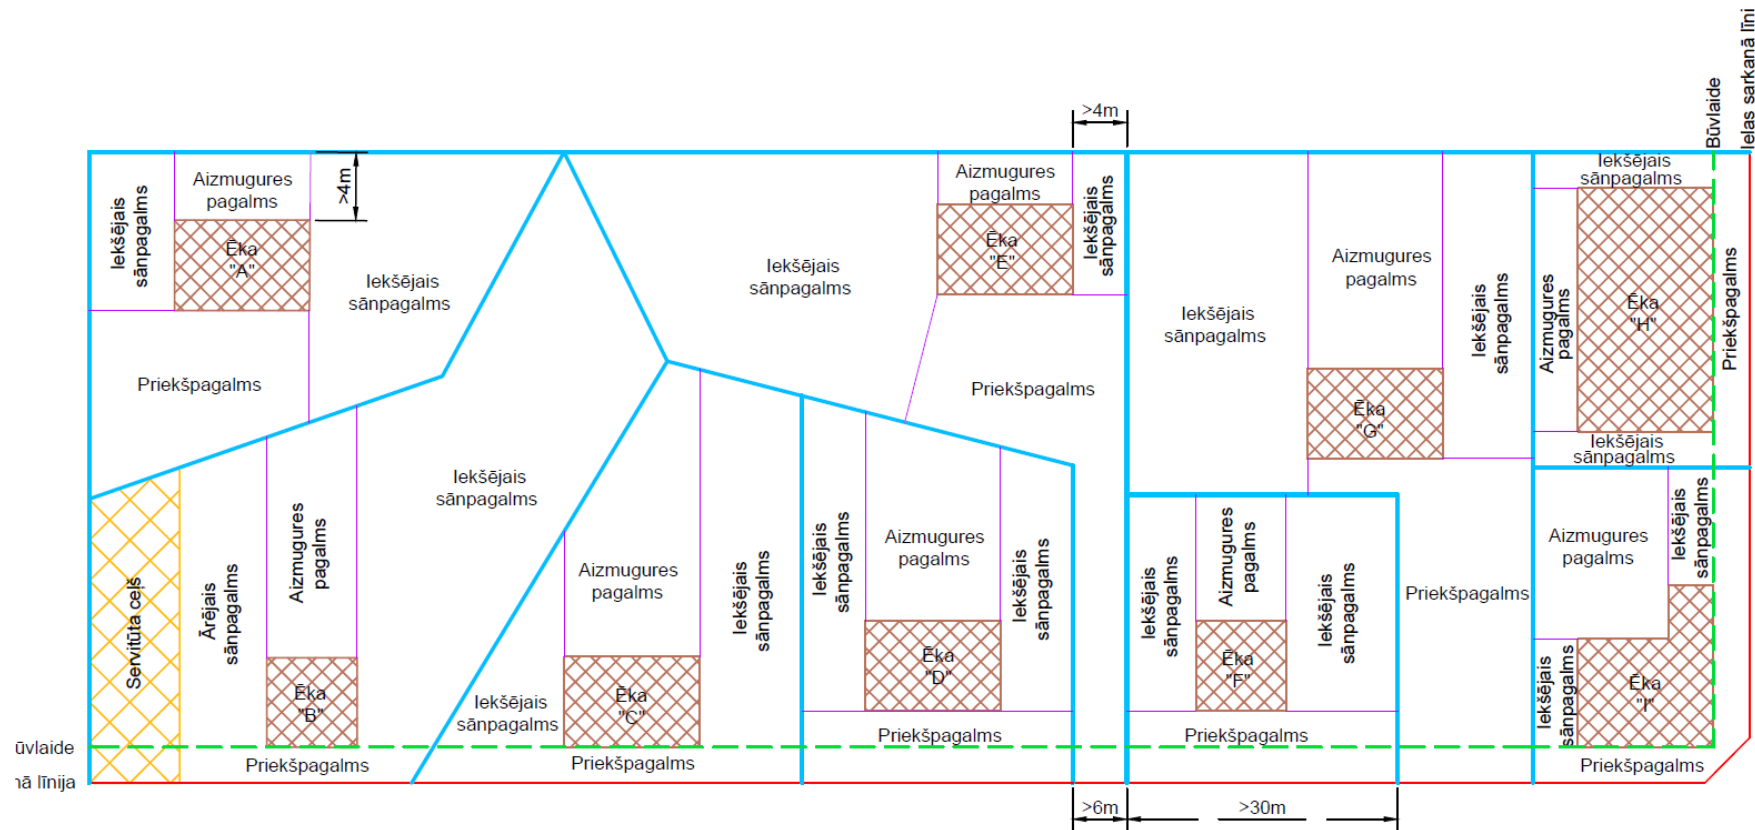 Ielas sarkanā līni
Būvlaide
>4m
Iekšējais
sānpagalms
Aizmugures
pagalms
>4m
Ēka
"A"
Iekšējais
sānpagalms
Priekšpagalms
Iekšējais
sānpagalms
Aizmugures
pagalms
Ēka
"E"
Iekšējais
sānpagalms
Priekšpagalms
Iekšējais
sānpagalms
Aizmugures
pagalms
Ēka
"G"
Iekšējais
sānpagalms
Priekšpagalms
Iekšējais
sānpagalms
Aizmugures
pagalms
Ēka
"H"
Priekšpagalms
Iekšējais
sānpagalms
Servitūta ceļš
Ārējais
sānpagalms
Aizmugures
pagalms
Ēka
"B"
Iekšējais
sānpagalms
Priekšpagalms
Iekšējais
sānpagalms
Aizmugures
pagalms
Ēka
"C"
Iekšējais
sānpagalms
Priekšpagalms
Iekšējais
sānpagalms
Aizmugures
pagalms
Ēka
"D"
Iekšējais
sānpagalms
Priekšpagalms
Iekšējais
sānpagalms
Aizmugures
pagalms
Ēka
"F"
Iekšējais
sānpagalms
Priekšpagalms
Aizmugures
pagalms
Iekšējais
sānpagalms
Iekšējais
sānpagalms
Ēka
"I"
Priekšpagalms
ūvlaide
nā līnija
>6m
>30m